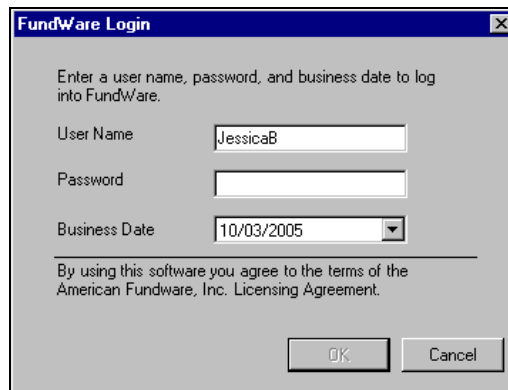 FundWare Login
Enter a user name, password, and business date to log
into FundWare.
User Name JessicaB
Password
Business Date 10/03/2005
By using this software you agree to the terms of the
American Fundware, Inc. Licensing Agreement.
OK Cancel